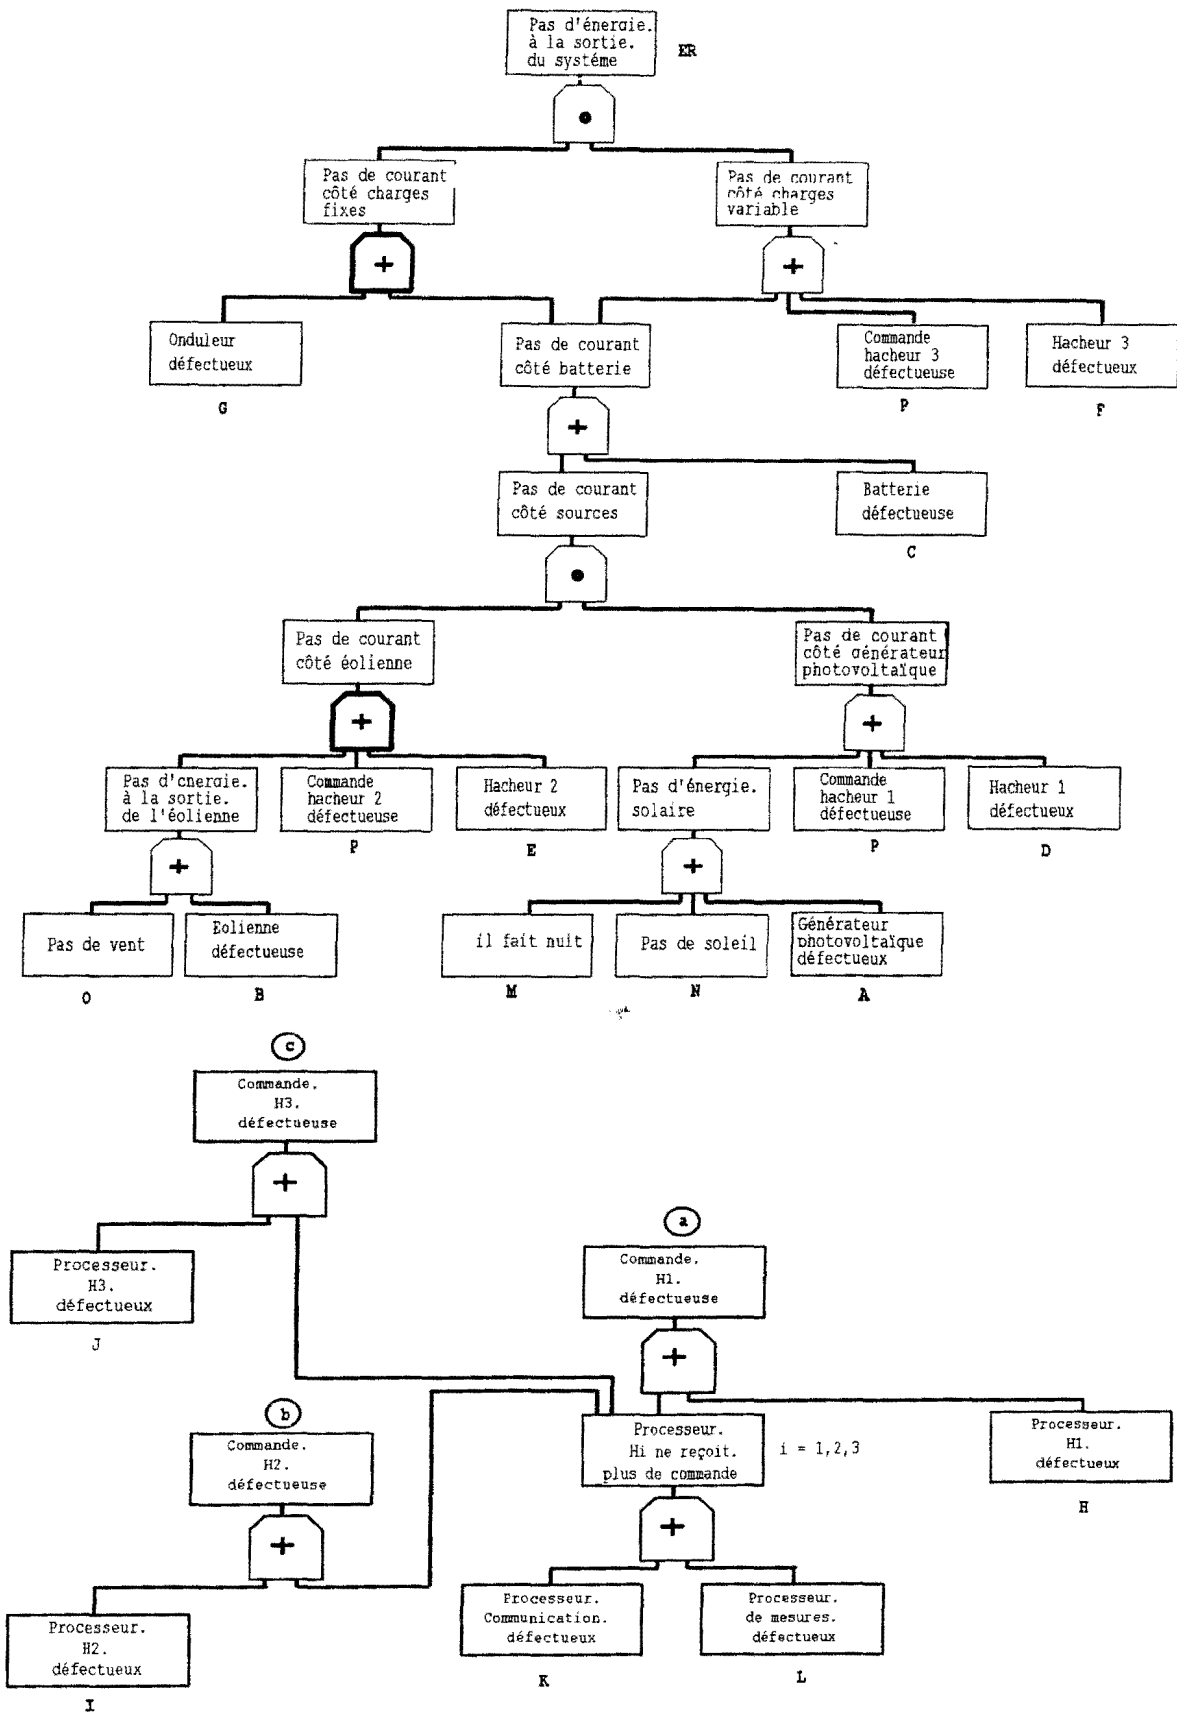 Pas d'énergie.
à la sortie.
du systéme
ER
Pas de courant
côté charges
fixes
Pas de courant
côté charges
variable
+
+
Onduleur
défectueux
G
Pas de courant
côté batterie
Commande
hacheur 3
défectueuse
P
Hacheur 3
défectueux
F
+
Pas de courant
côté sources
Batterie
défectueuse
C
Pas de courant
côté éolienne
Pas de courant
côté générateur
photovoltaïque
+
+
Pas d'cnergie.
à la sortie.
de l'éolienne
Commande
hacheur 2
défectueuse
P
Hacheur 2
défectueux
E
Pas d'énergie.
solaire
Commande
hacheur 1
défectueuse
P
Hacheur 1
défectueux
D
+
+
Pas de vent
O
Eolienne
défectueuse
B
il fait nuit
M
Pas de soleil
N
Générateur
photovoltaïque
défectueux
A
c
Commande.
H3.
défectueuse
+
Processeur.
H3.
défectueux
J
a
Commande.
H1.
défectueuse
+
b
Commande.
H2.
défectueuse
+
Processeur.
Hi ne reçoit.
plus de commande
i = 1,2,3
Processeur.
H1.
défectueux
H
+
Processeur.
H2.
défectueux
I
Processeur.
Communication.
défectueux
K
Processeur.
de mesures.
défectueux
L